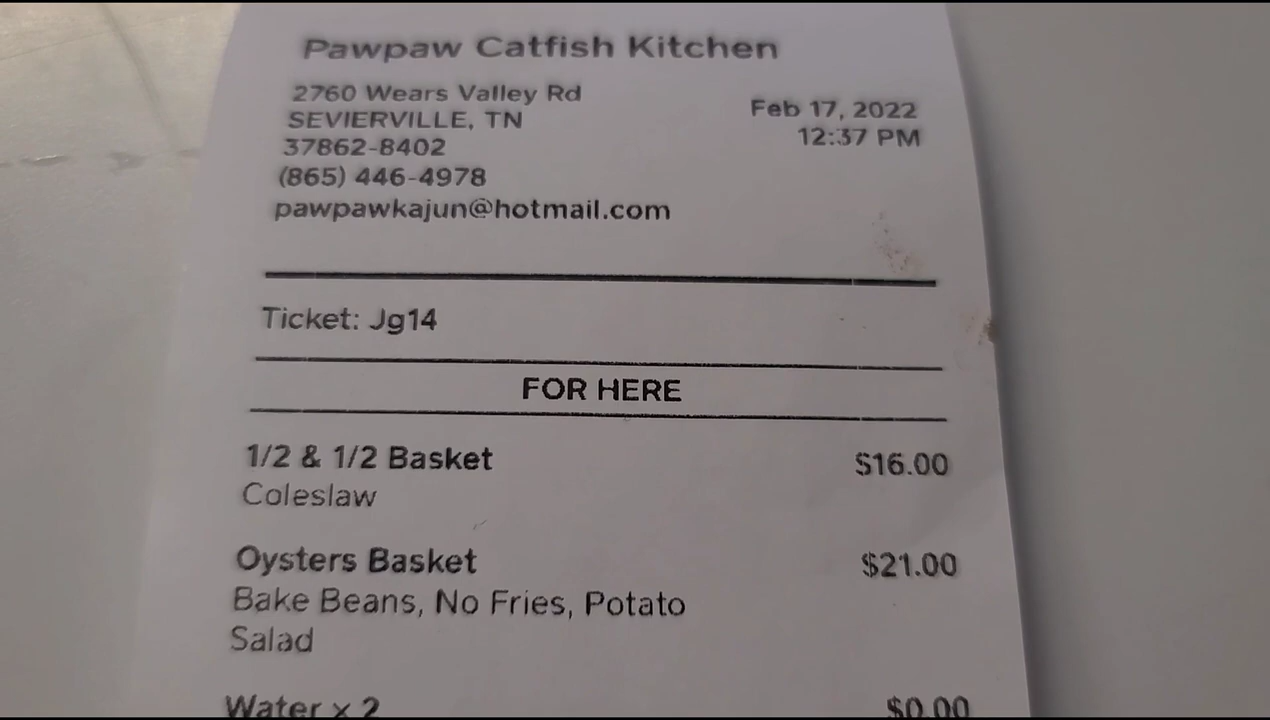 Pawpaw Catfish Kitchen
2760 Wears Valley Rd
SEVIERVILLE, TN
37862-8402
(865) 446-4978
pawpawkajun@hotmail.com
Feb 17, 2022
12:37 PM
Ticket: Jg14
FOR HERE
1/2 & 1/2 Basket $16.00
Coleslaw
Oysters Basket $21.00
Bake Beans, No Fries, Potato
Salad
Water x 2 $0.00